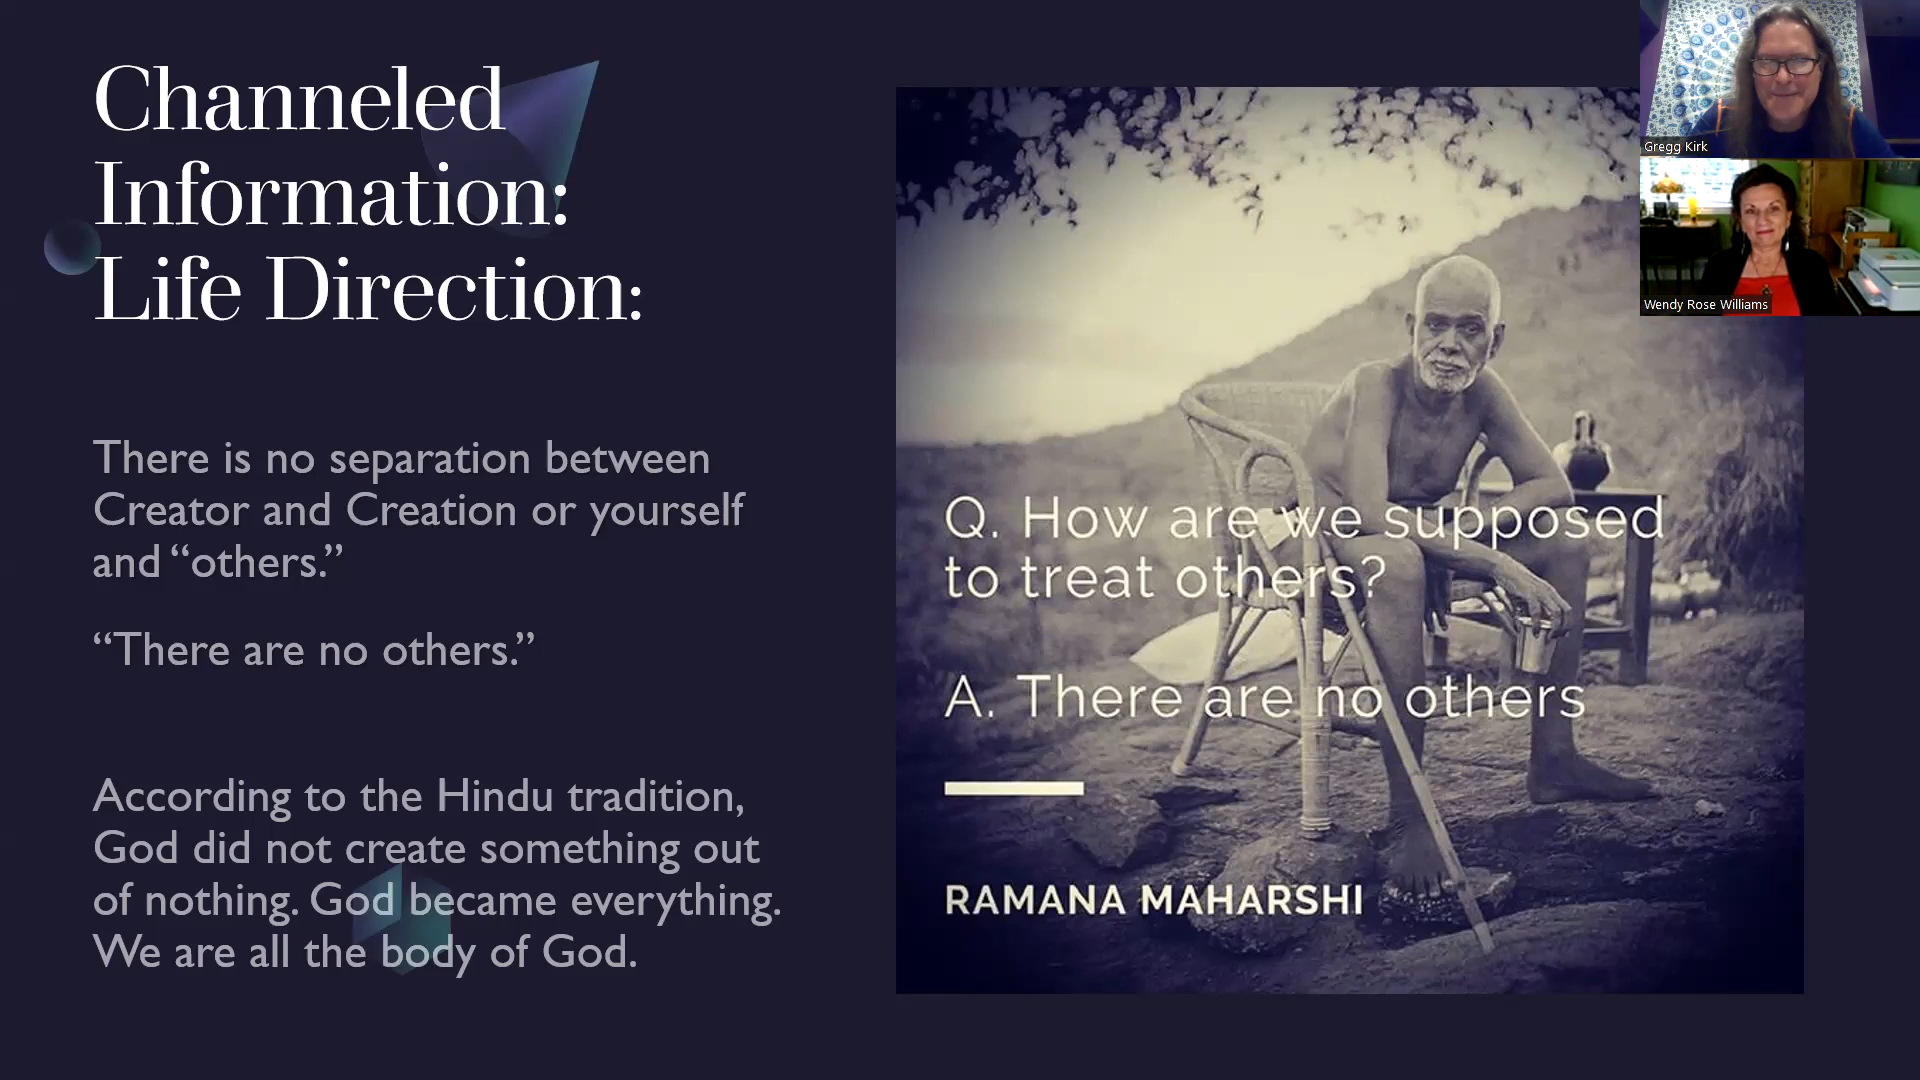 Channeled
Information:
Life Direction:
There is no separation between
Creator and Creation or yourself
and “others.”
“There are no others.”
According to the Hindu tradition,
God did not create something out
of nothing. God became everything.
We are all the body of God.
Q. How are we supposed
to treat others?
A. There are no others
RAMANA MAHARSHI
Gregg Kirk
Wendy Rose Williams